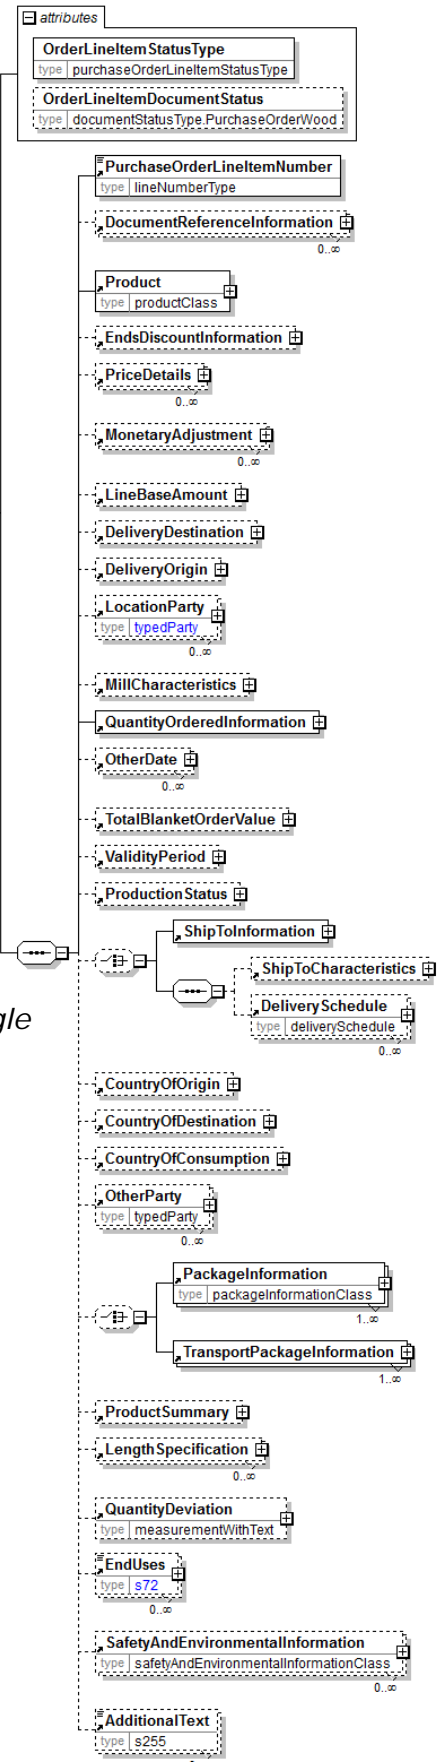 attributes
OrderLineItemStatusType
type purchaseOrderLineItemStatusType
OrderLineItemDocumentStatus
type documentStatusType.PurchaseOrderWood
PurchaseOrderLineItemNumber
type lineNumberType
DocumentReferenceInformation
0..∞
Product
type productClass
EndsDiscountInformation
PriceDetails
0..∞
MonetaryAdjustment
0..∞
LineBaseAmount
DeliveryDestination
DeliveryOrigin
LocationParty
type typedParty
0..∞
MillCharacteristics
QuantityOrderedInformation
OtherDate
0..∞
TotalBlanketOrderValue
ValidityPeriod
ProductionStatus
ShipToInformation
ShipToCharacteristics
DeliverySchedule
type deliverySchedule
0..∞
gle
CountryOfOrigin
CountryOfDestination
CountryOfConsumption
OtherParty
type typedParty
0..∞
PackageInformation
type packageInformationClass
1..∞
TransportPackageInformation
1..∞
ProductSummary
LengthSpecification
0..∞
QuantityDeviation
type measurementWithText
EndUses
type s72
0..∞
SafetyAndEnvironmentalInformation
type safetyAndEnvironmentalInformationClass
0..∞
AdditionalText
type s255